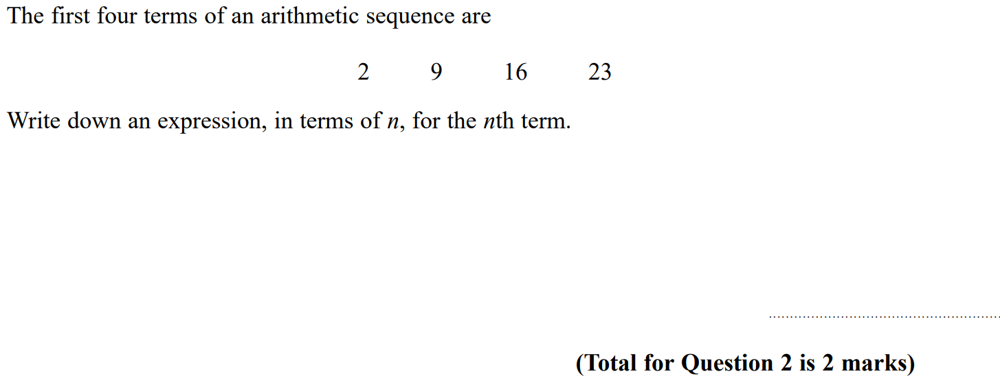 The first four terms of an arithmetic sequence are
2 9 16 23
Write down an expression, in terms of n, for the nth term.
........................................................
(Total for Question 2 is 2 marks)